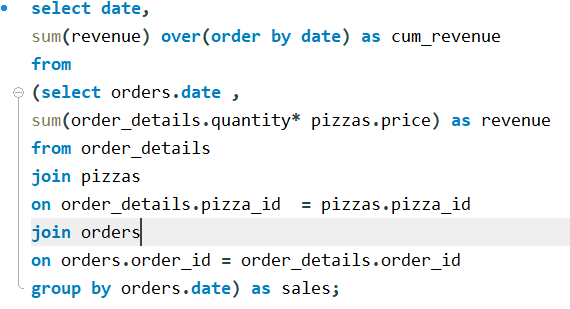 select date,
sum(revenue) over(order by date) as cum_revenue
from
(select orders.date ,
sum(order_details.quantity* pizzas.price) as revenue
from order_details
join pizzas
on order_details.pizza_id  = pizzas.pizza_id
join orders
on orders.order_id = order_details.order_id
group by orders.date) as sales;